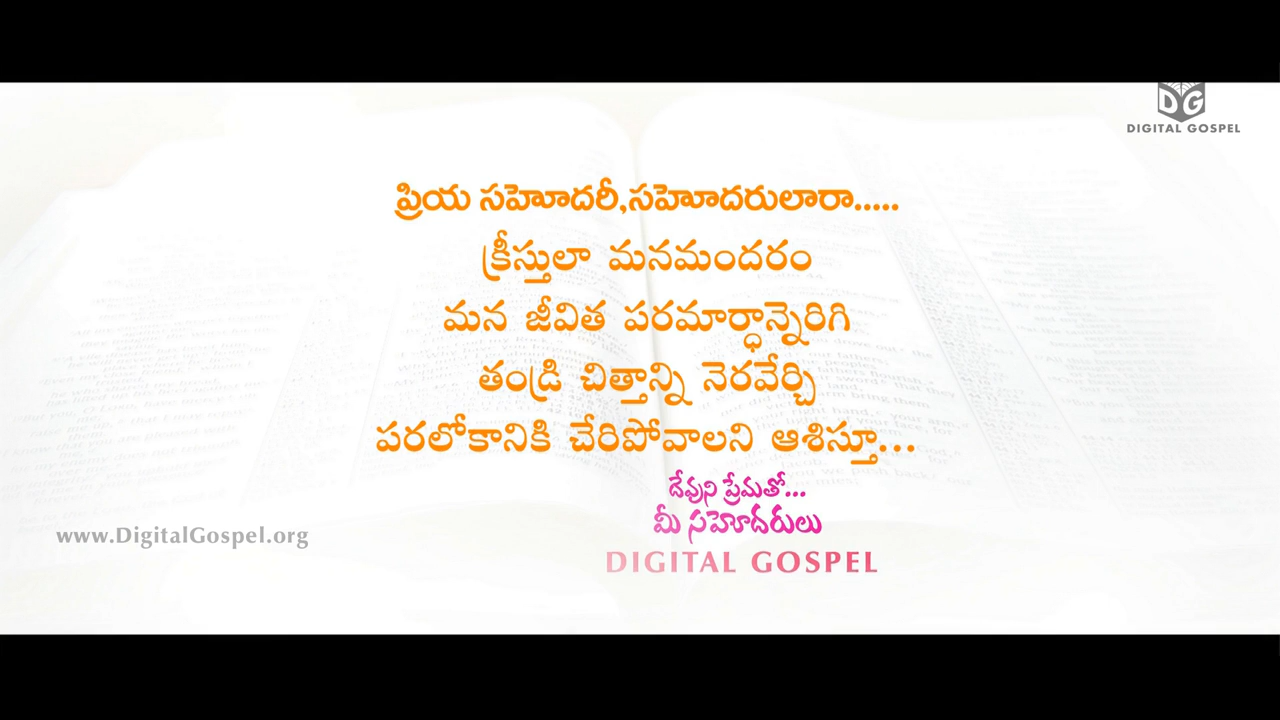 DG
DIGITAL GOSPEL
ప్రియ సహెూదరీ,సహెూదరులారా.....
క్రీస్తులా మనమందరం
మన జీవిత పరమార్ధాన్నెరిగి
తండ్రి చిత్తాన్ని నెరవేర్చి
పరలోకానికి చేరిపోవాలని ఆశిస్తూ...
దేవుని ప్రేమతో...
మీ సహెూదరులు
www.DigitalGospel.org
DIGITAL GOSPEL